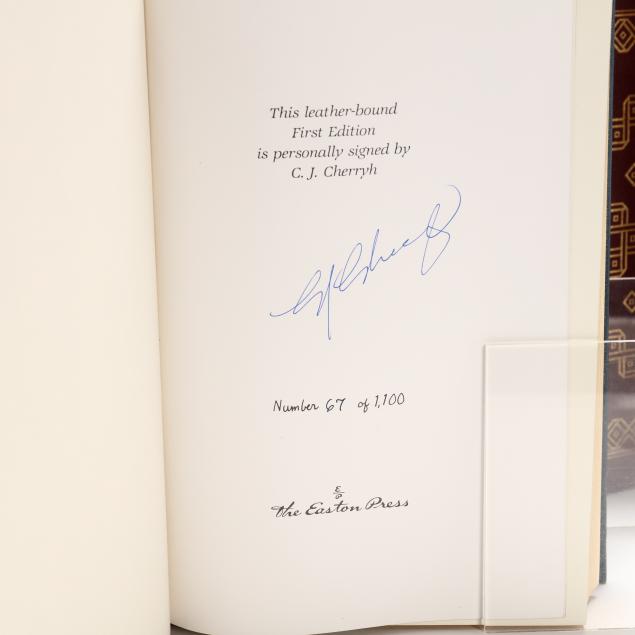 This leather-bound
First Edition
is personally signed by
C. J. Cherryh
Number 67 of 1,100
E
P
the Easton Press